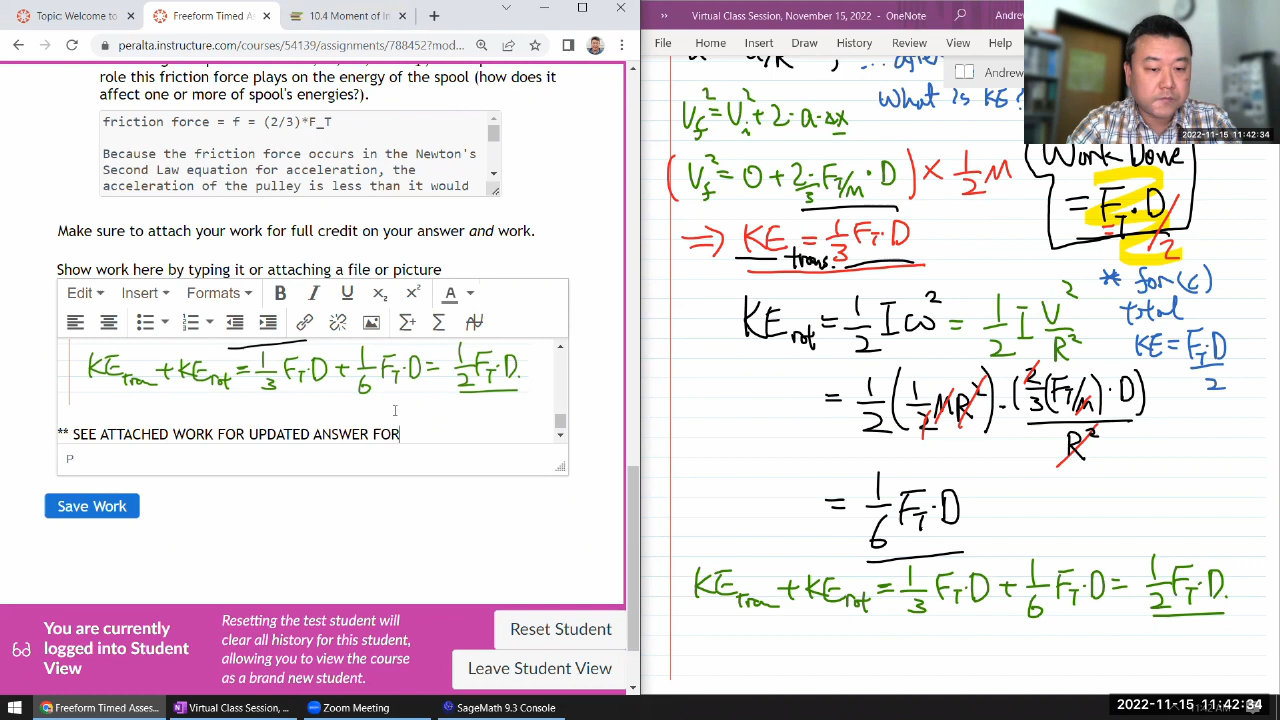 Topic Welcome to
Freeform Timed As
10.4 Moment of In
peralta.instructure.com/courses/54139/assignments/788452?mod...
role this friction force plays on the energy of the spool (how does it
affect one or more of spool's energies?).
friction force = f = (2/3)*F_T
Because the friction force occurs in the Newton's
Second Law equation for acceleration, the
acceleration of the pulley is less than it would
Make sure to attach your work for full credit on your answer and work.
Show work here by typing it or attaching a file or picture
Edit Insert Formats B I U X₂ X² A
KE_Tran + KE_rot = 1/3 F_T·D + 1/6 F_T·D = 1/2 F_T·D.
** SEE ATTACHED WORK FOR UPDATED ANSWER FOR
P
Save Work
You are currently
logged into Student
View
Resetting the test student will
clear all history for this student,
allowing you to view the course
as a brand new student.
Reset Student
Leave Student View
Virtual Class Session, November 15, 2022 - OneNote
Andrew
File Home Insert Draw History Review View Help
Andrew
What is KE?
V_f² = V_i² + 2·a·Δx
(V_f² = 0 + 2·2/3 F_T/M · D) × 1/2 M
⇒ KE_trans. = 1/3 F_T·D
Work Done
= F_T·D/2
* for (c)
total
KE = F_T·D/2
KE_rot = 1/2 I ω² = 1/2 I V²/R²
= 1/2 (1/2 MR²) · (2/3 (F_T/M) · D)/R²
= 1/6 F_T·D
KE_Tran + KE_rot = 1/3 F_T·D + 1/6 F_T·D = 1/2 F_T·D.
2022-11-15 11:42:34
Freeform Timed Asses...
Virtual Class Session, ...
Zoom Meeting
SageMath 9.3 Console
2022-11-15 11:42:34